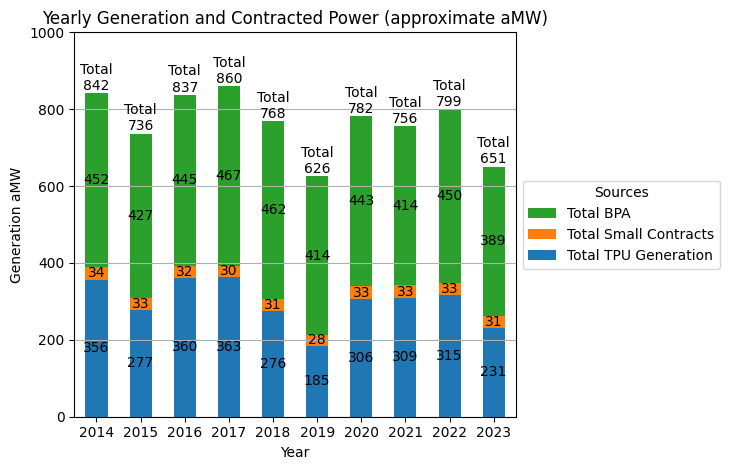 Yearly Generation and Contracted Power (approximate aMW)
Generation aMW
1000
800
600
400
200
0
Total
842
452
34
356
Total
736
427
33
277
Total
837
445
32
360
Total
860
467
30
363
Total
768
462
31
276
Total
626
414
28
185
Total
782
443
33
306
Total
756
414
33
309
Total
799
450
33
315
Total
651
389
31
231
2014 2015 2016 2017 2018 2019 2020 2021 2022 2023
Year
Sources
Total BPA
Total Small Contracts
Total TPU Generation